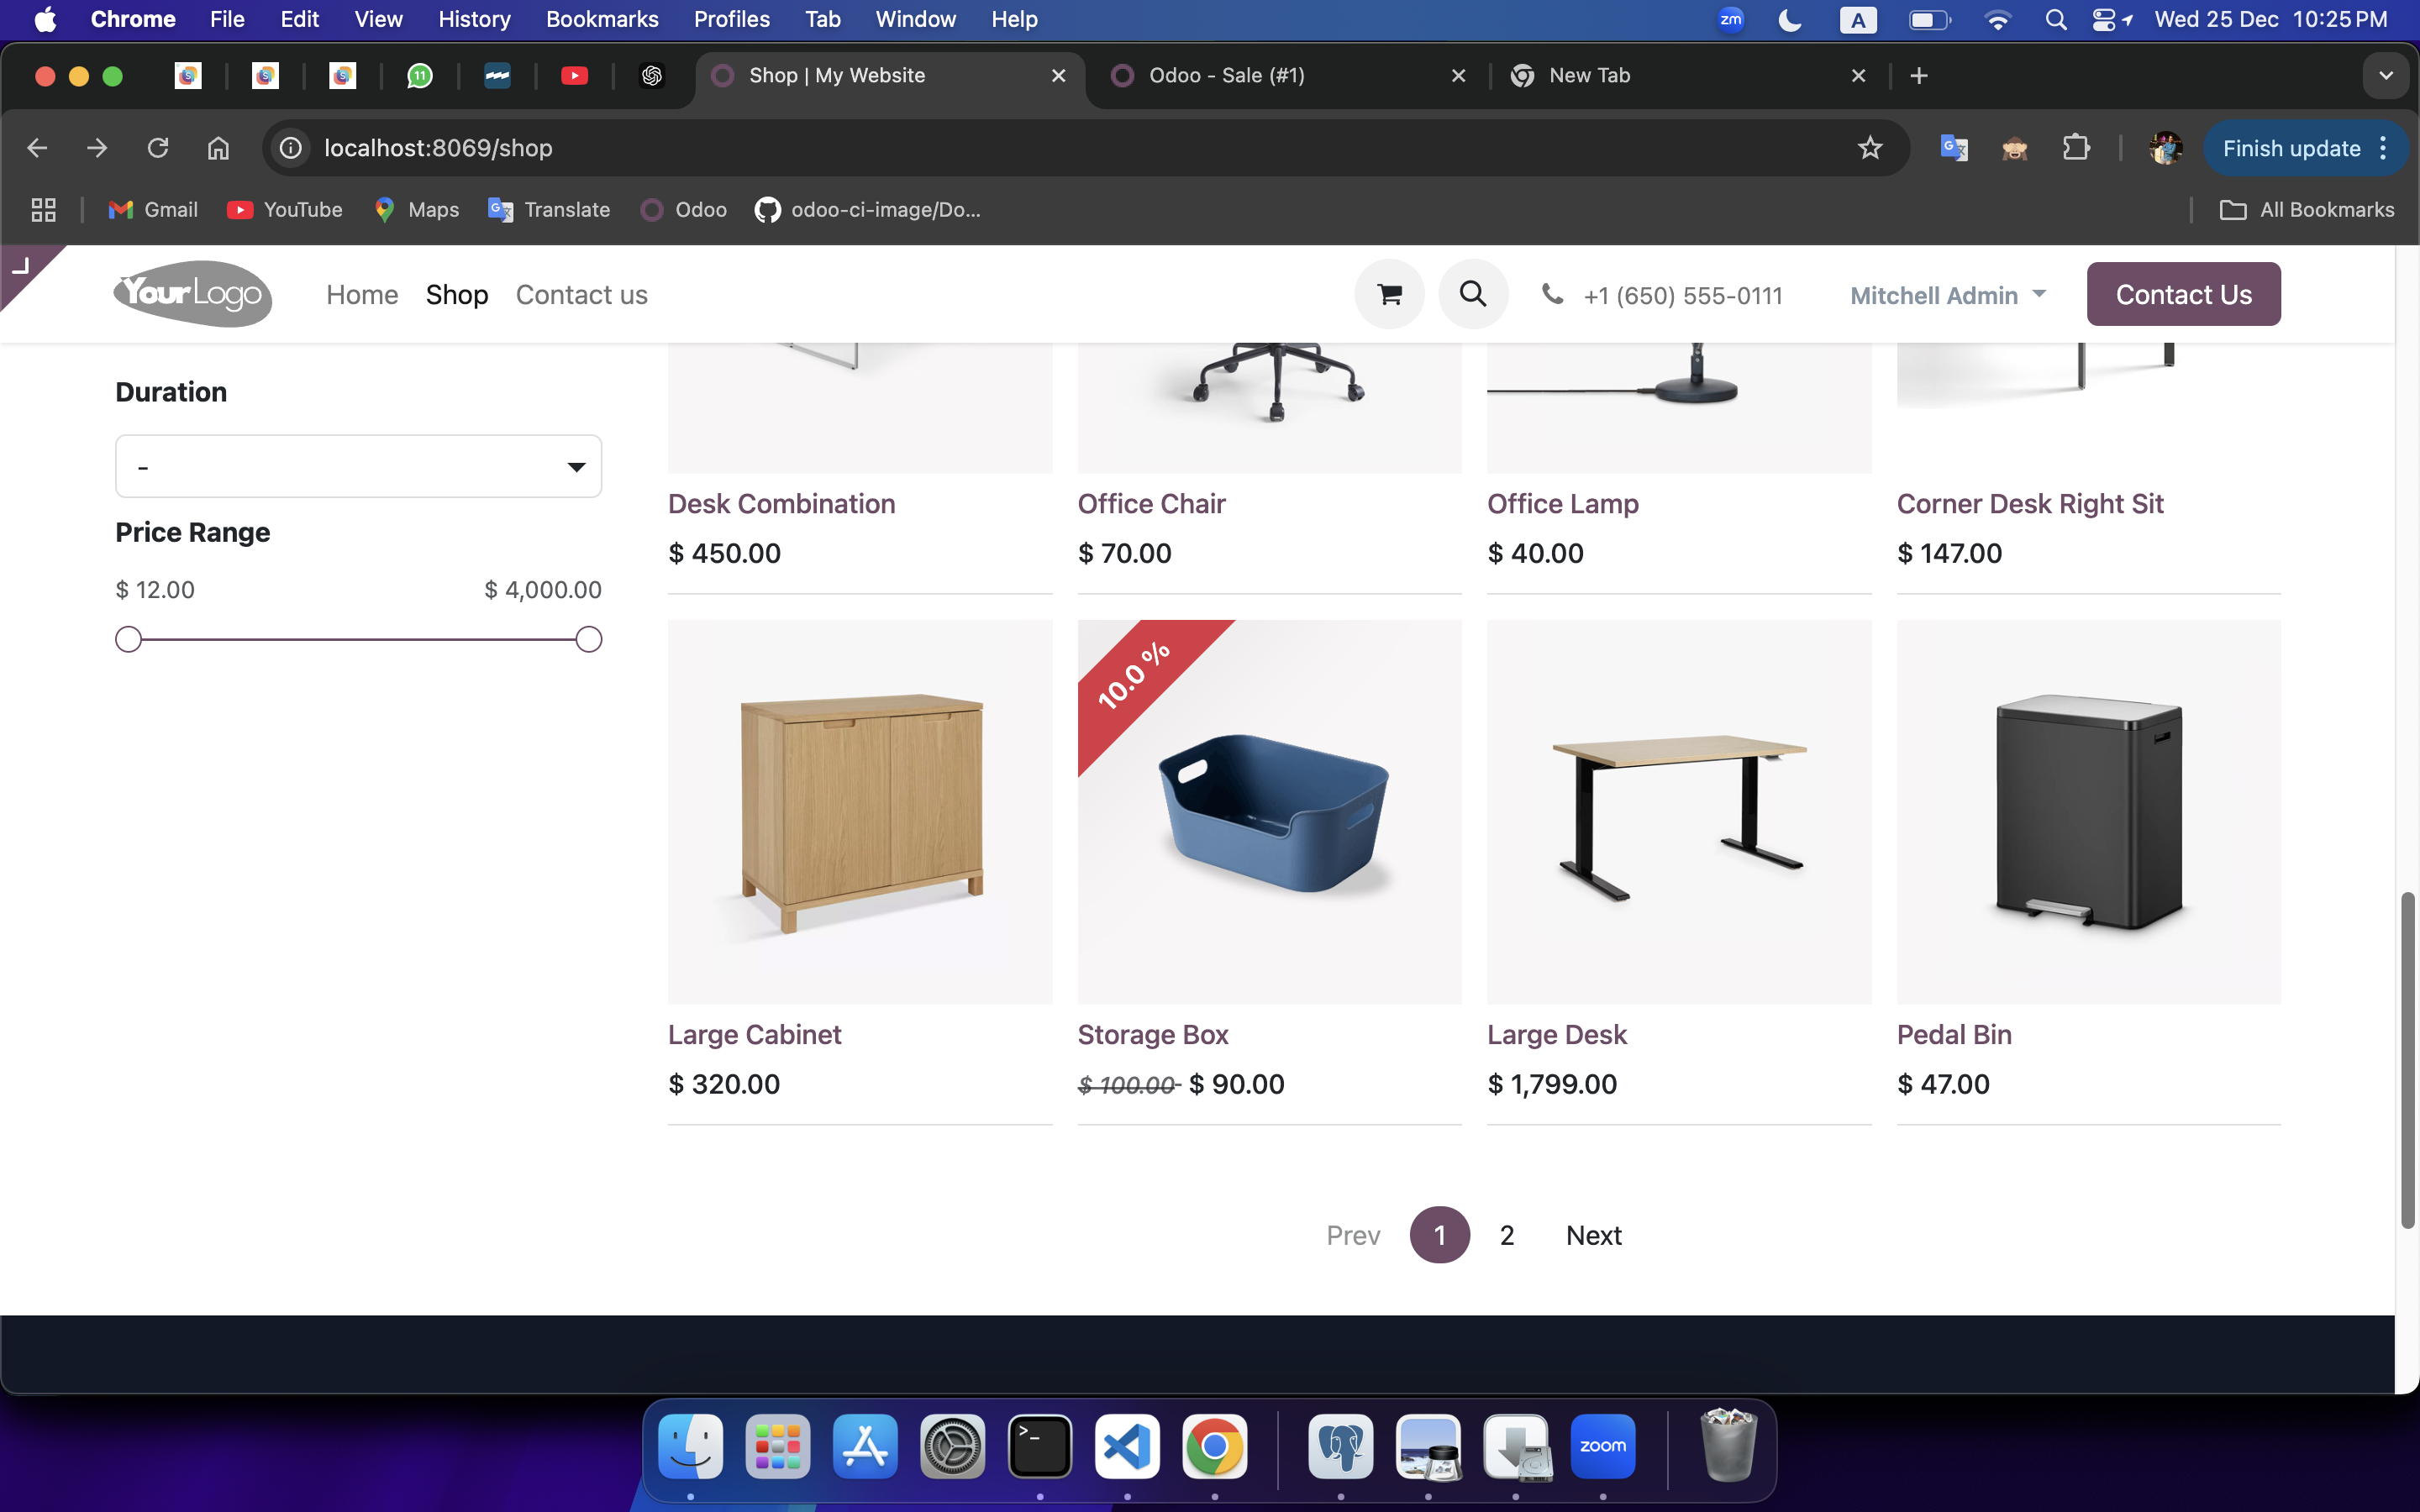 Chrome File Edit View History Bookmarks Profiles Tab Window Help zm A Wed 25 Dec 10:25 PM
11 Shop | My Website Odoo - Sale (#1) New Tab
localhost:8069/shop Finish update
Gmail YouTube Maps Translate Odoo odoo-ci-image/Do... All Bookmarks
YourLogo Home Shop Contact us +1 (650) 555-0111 Mitchell Admin Contact Us
Duration
-
Price Range
$ 12.00 $ 4,000.00
Desk Combination Office Chair Office Lamp Corner Desk Right Sit
$ 450.00 $ 70.00 $ 40.00 $ 147.00
10.0 %
Large Cabinet Storage Box Large Desk Pedal Bin
$ 320.00 $ 100.00 $ 90.00 $ 1,799.00 $ 47.00
Prev 1 2 Next
zoom